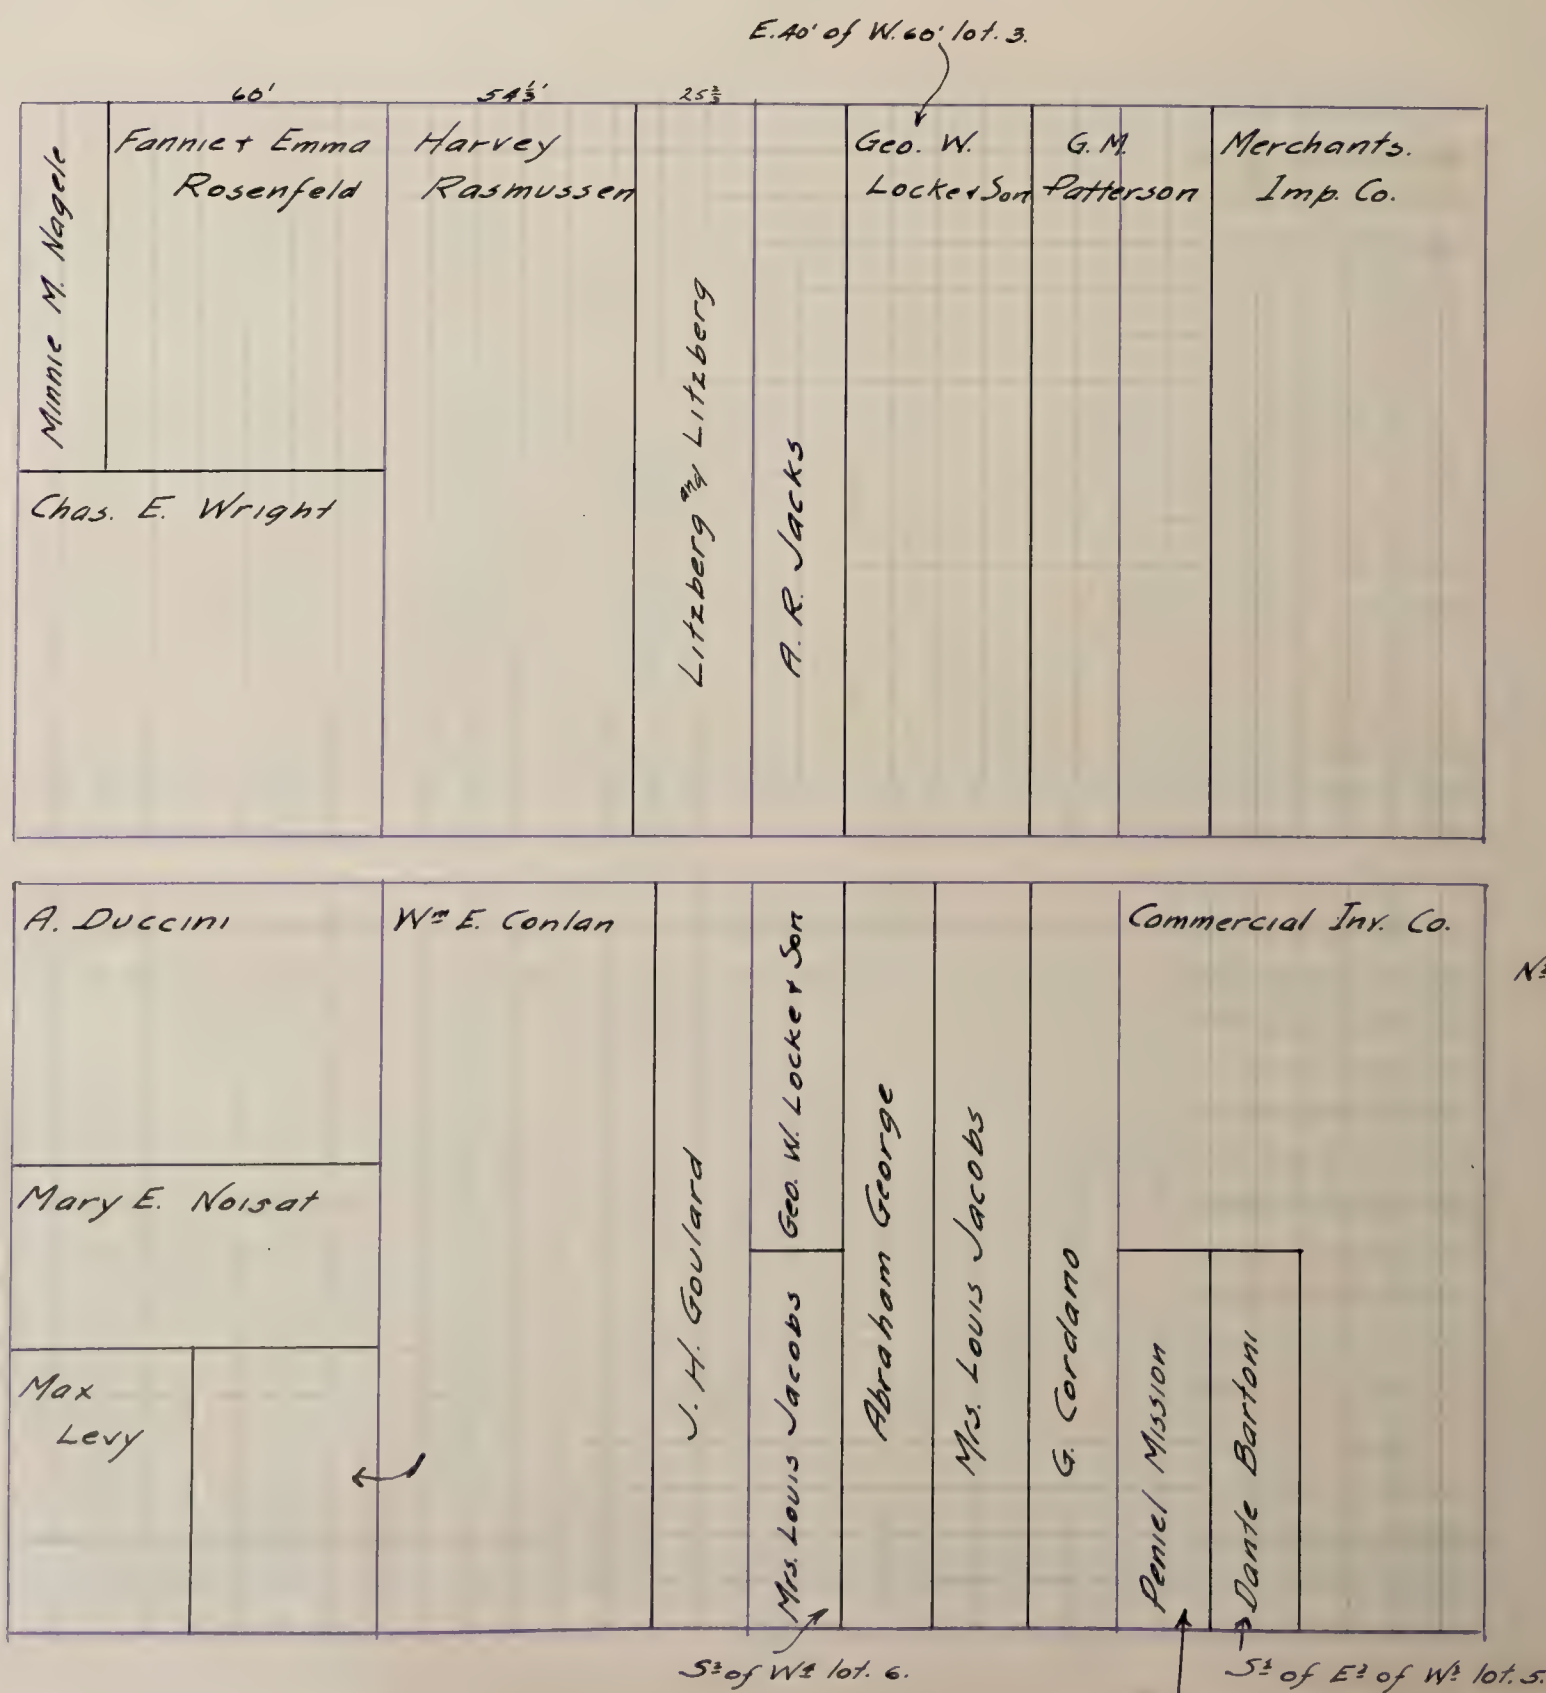 E.40' of W.60' lot. 3.
60'
54⅓'
25⅔
Minnie M. Nagele
Fannie & Emma
Rosenfeld
Harvey
Rasmussen
Litzberg and Litzberg
A. R. Jacks
Geo. W.
Locke & Son
G. M.
Patterson
Merchants.
Imp. Co.
Chas. E. Wright
A. Duccini
Wm E. Conlan
J. H. Goulard
Geo. W. Locke & Son
Abraham George
Mrs. Louis Jacobs
G. Cordano
Commercial Inv. Co.
N½
Mary E. Noisat
Max
Levy
Mrs. Louis Jacobs
Peniel Mission
Dante Bartoni
S½ of W¼ lot. 6.
S½ of E½ of W½ lot. 5.